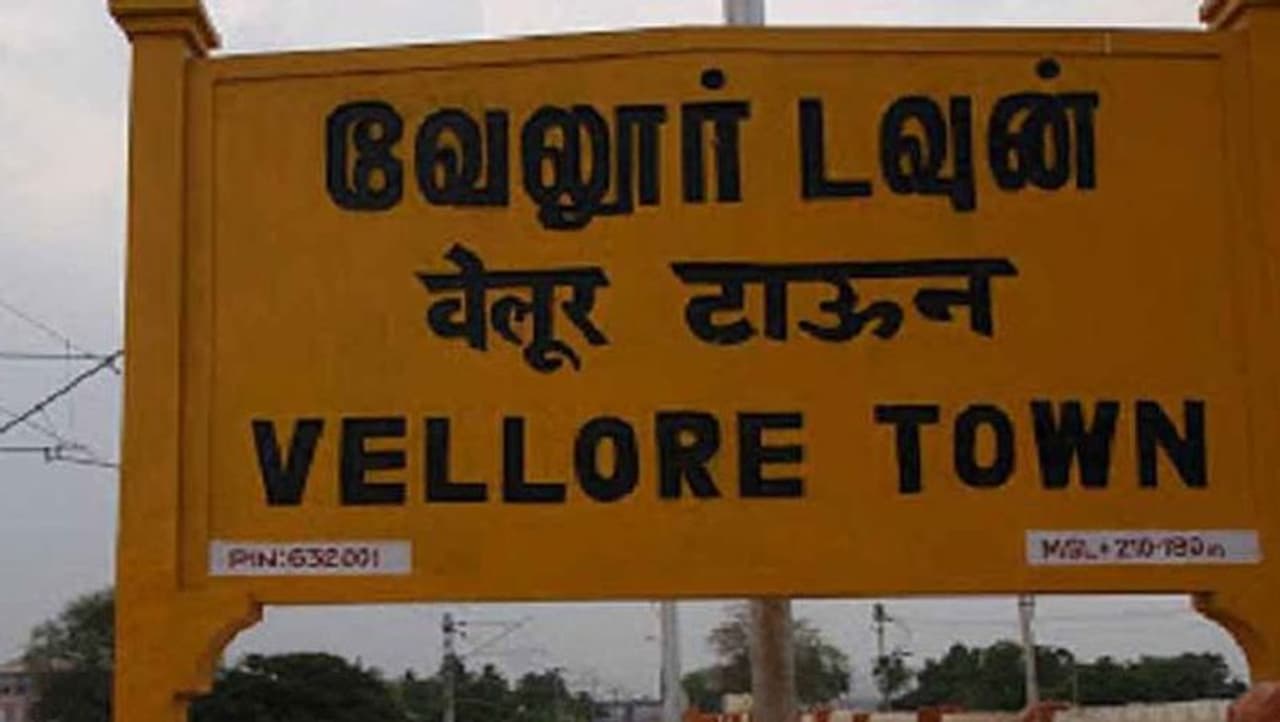 வேலூர் டவுன்
वेलूर टाऊन
VELLORE TOWN
PIN:632001